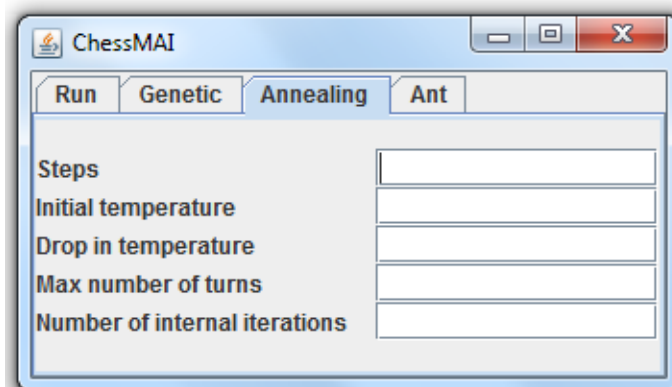 ChessMAI
Run Genetic Annealing Ant
Steps
Initial temperature
Drop in temperature
Max number of turns
Number of internal iterations